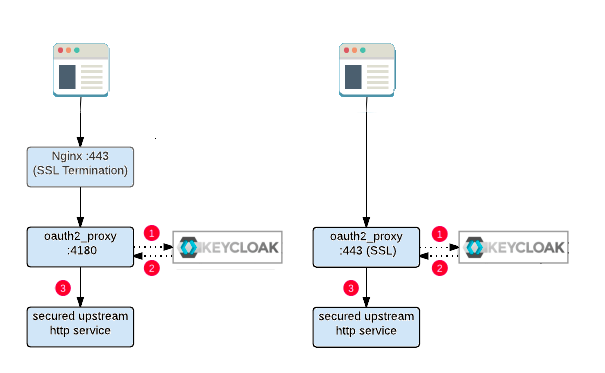 Nginx :443
(SSL Termination)
oauth2_proxy
:4180
1
KEYCLOAK
2
3
secured upstream
http service
oauth2_proxy
:443 (SSL)
1
KEYCLOAK
2
3
secured upstream
http service